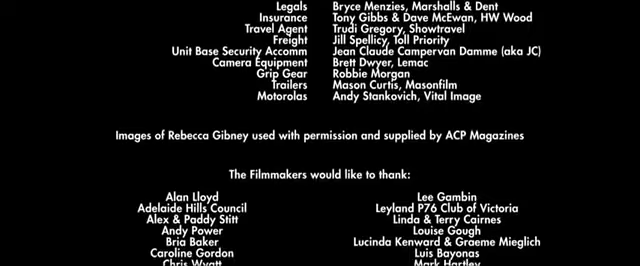 Legals Bryce Menzies, Marshalls & Dent
Insurance Tony Gibbs & Dave McEwan, HW Wood
Travel Agent Trudi Gregory, Showtravel
Freight Jill Spellicy, Toll Priority
Unit Base Security Accomm Jean Claude Campervan Damme (aka JC)
Camera Equipment Brett Dwyer, Lemac
Grip Gear Robbie Morgan
Trailers Mason Curtis, Masonfilm
Motorolas Andy Stankovich, Vital Image
Images of Rebecca Gibney used with permission and supplied by ACP Magazines
The Filmmakers would like to thank:
Alan Lloyd Lee Gambin
Adelaide Hills Council Leyland P76 Club of Victoria
Alex & Paddy Stitt Linda & Terry Cairnes
Andy Power Louise Gough
Bria Baker Lucinda Kenward & Graeme Mieglich
Caroline Gordon Luis Bayonas
Chris Wyatt Mark Hartley